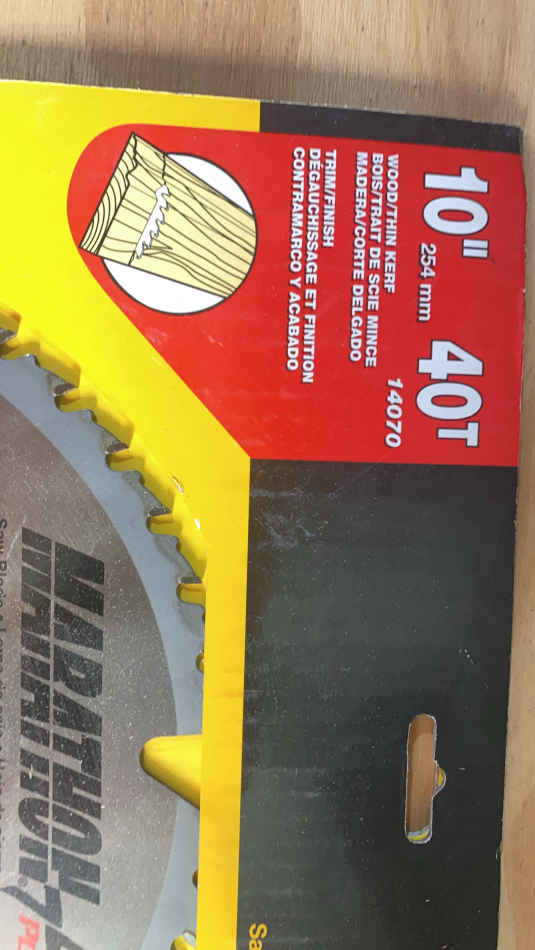 10" 40T
254 mm 14070
WOOD/THIN KERF
BOIS/TRAIT DE SCIE MINCE
MADERA/CORTE DELGADO
TRIM/FINISH
DÉGAUCHISSAGE ET FINITION
CONTRAMARCO Y ACABADO
MARATHON